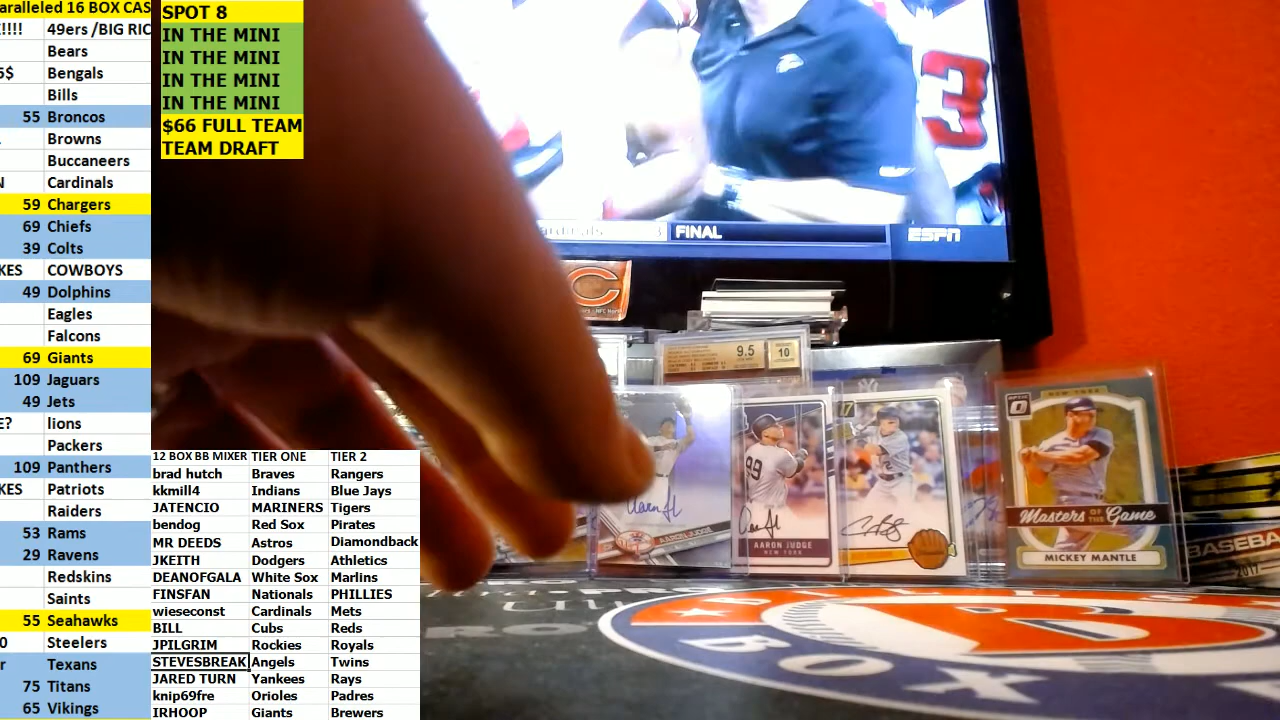 aralleled 16 BOX CAS
!!!! 49ers /BIG RIC
Bears
5$ Bengals
Bills
55 Broncos
Browns
Buccaneers
Cardinals
59 Chargers
69 Chiefs
39 Colts
KES COWBOYS
49 Dolphins
Eagles
Falcons
69 Giants
109 Jaguars
49 Jets
E? lions
Packers
109 Panthers
KES Patriots
Raiders
53 Rams
29 Ravens
Redskins
Saints
55 Seahawks
0 Steelers
r Texans
75 Titans
65 Vikings
SPOT 8
IN THE MINI
IN THE MINI
IN THE MINI
IN THE MINI
$66 FULL TEAM
TEAM DRAFT
12 BOX BB MIXER TIER ONE TIER 2
brad hutch Braves Rangers
kkmill4 Indians Blue Jays
JATENCIO MARINERS Tigers
bendog Red Sox Pirates
MR DEEDS Astros Diamondback
JKEITH Dodgers Athletics
DEANOFGALA White Sox Marlins
FINSFAN Nationals PHILLIES
wieseconst Cardinals Mets
BILL Cubs Reds
JPILGRIM Rockies Royals
STEVESBREAK Angels Twins
JARED TURN Yankees Rays
knip69fre Orioles Padres
IRHOOP Giants Brewers
3
FINAL
ESPN
C
9.5
10
99
AARON JUDGE
AARON JUDGE
NEW YORK
17
NEW YORK
OPTIC
Masters OF THE Game
MICKEY MANTLE
BASEBA
2017
BOX